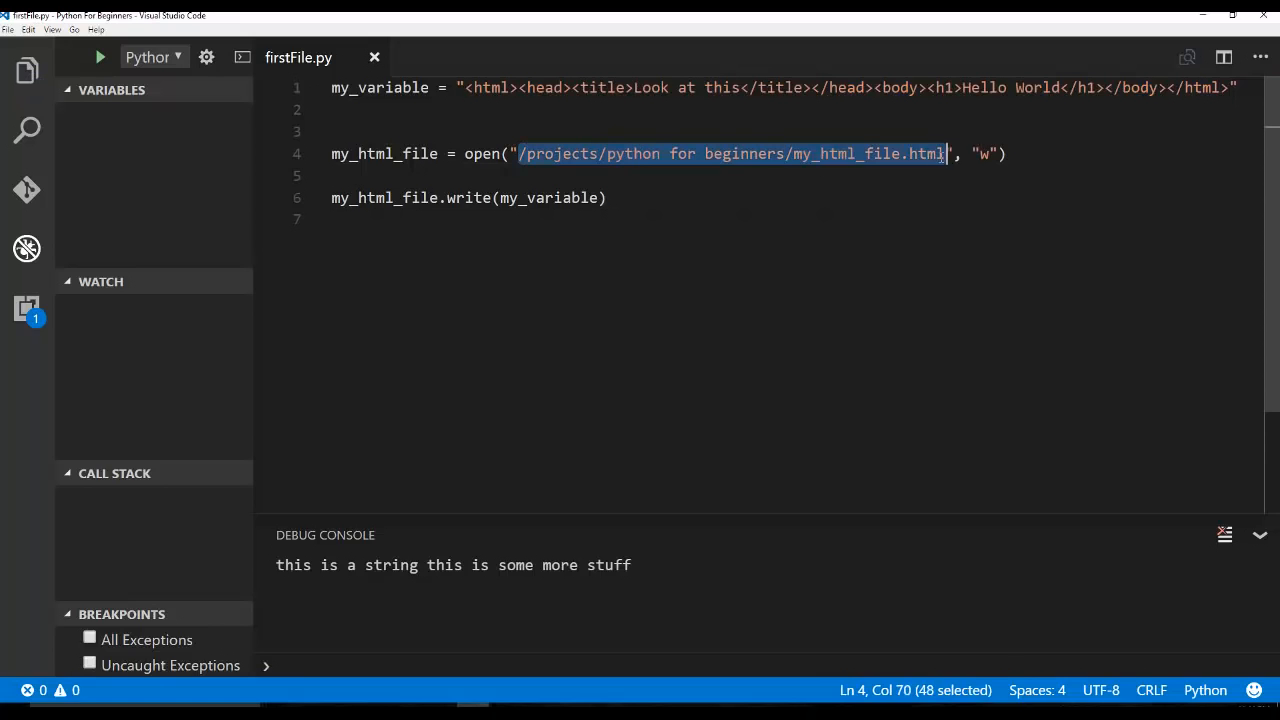 firstFile.py - Python For Beginners - Visual Studio Code
File Edit View Go Help
Python
firstFile.py
VARIABLES
WATCH
CALL STACK
BREAKPOINTS
All Exceptions
Uncaught Exceptions
1
1 my_variable = "<html><head><title>Look at this</title></head><body><h1>Hello World</h1></body></html>"
2
3
4 my_html_file = open("/projects/python for beginners/my_html_file.html", "w")
5
6 my_html_file.write(my_variable)
7
DEBUG CONSOLE
this is a string this is some more stuff
0 0
Ln 4, Col 70 (48 selected) Spaces: 4 UTF-8 CRLF Python